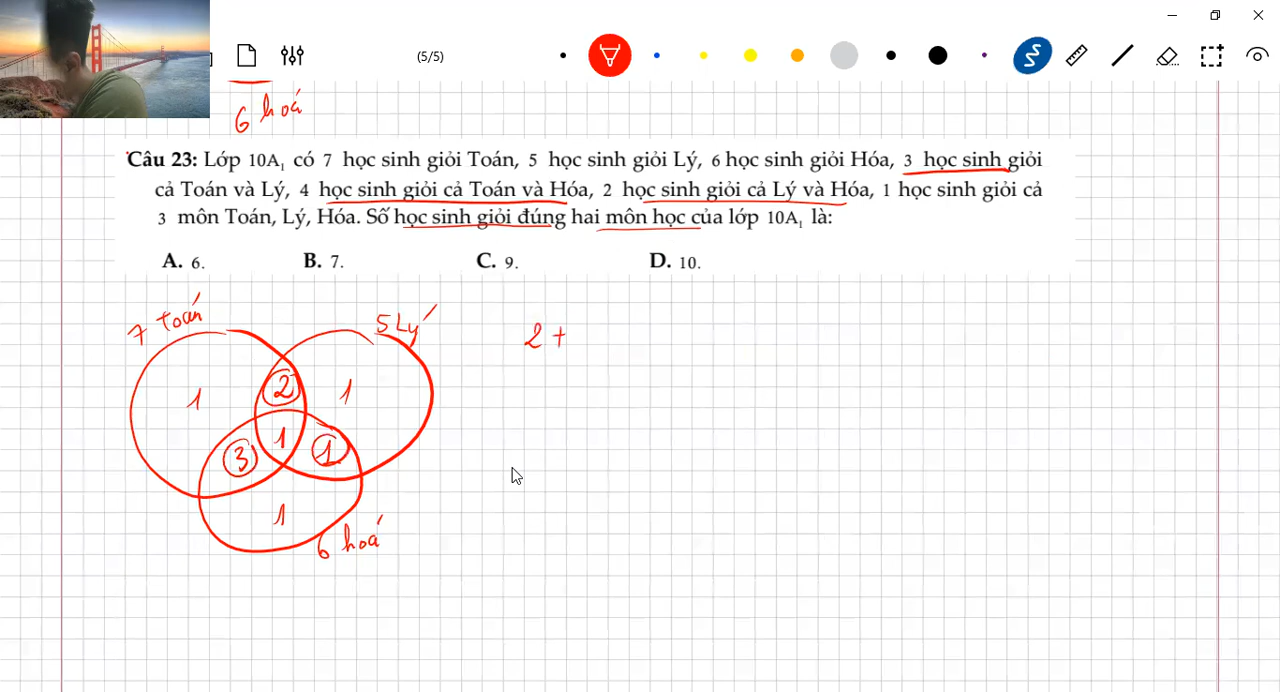 (5/5)
6 hoá
Câu 23: Lớp 10A₁ có 7 học sinh giỏi Toán, 5 học sinh giỏi Lý, 6 học sinh giỏi Hóa, 3 học sinh giỏi
cả Toán và Lý, 4 học sinh giỏi cả Toán và Hóa, 2 học sinh giỏi cả Lý và Hóa, 1 học sinh giỏi cả
3 môn Toán, Lý, Hóa. Số học sinh giỏi đúng hai môn học của lớp 10A₁ là:
A. 6. B. 7. C. 9. D. 10.
7 Toán 5 Lý
2 +
1 2 1
3 1 1
1
6 hoá